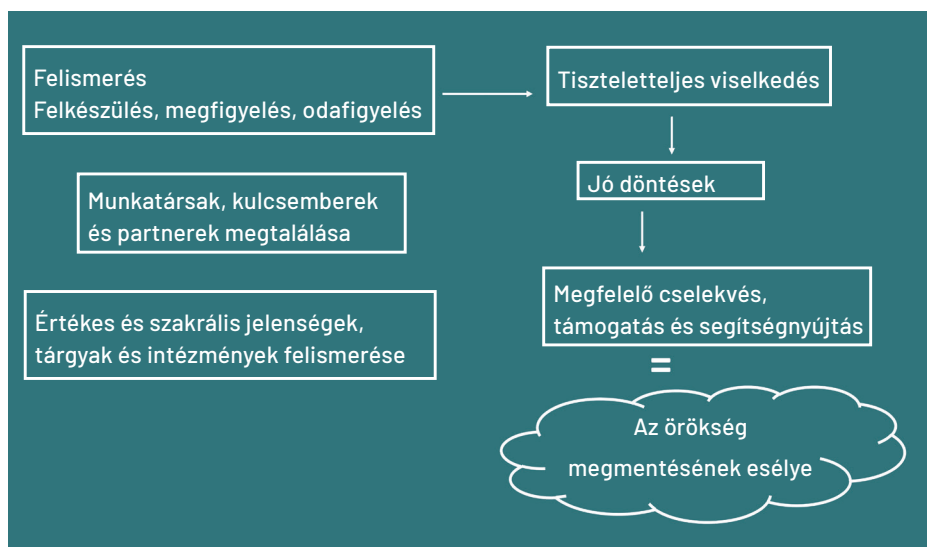 Felismerés
Felkészülés, megfigyelés, odafigyelés
Tiszteletteljes viselkedés
Munkatársak, kulcsemberek
és partnerek megtalálása
Jó döntések
Értékes és szakrális jelenségek,
tárgyak és intézmények felismerése
Megfelelő cselekvés,
támogatás és segítségnyújtás
=
Az örökség
megmentésének esélye